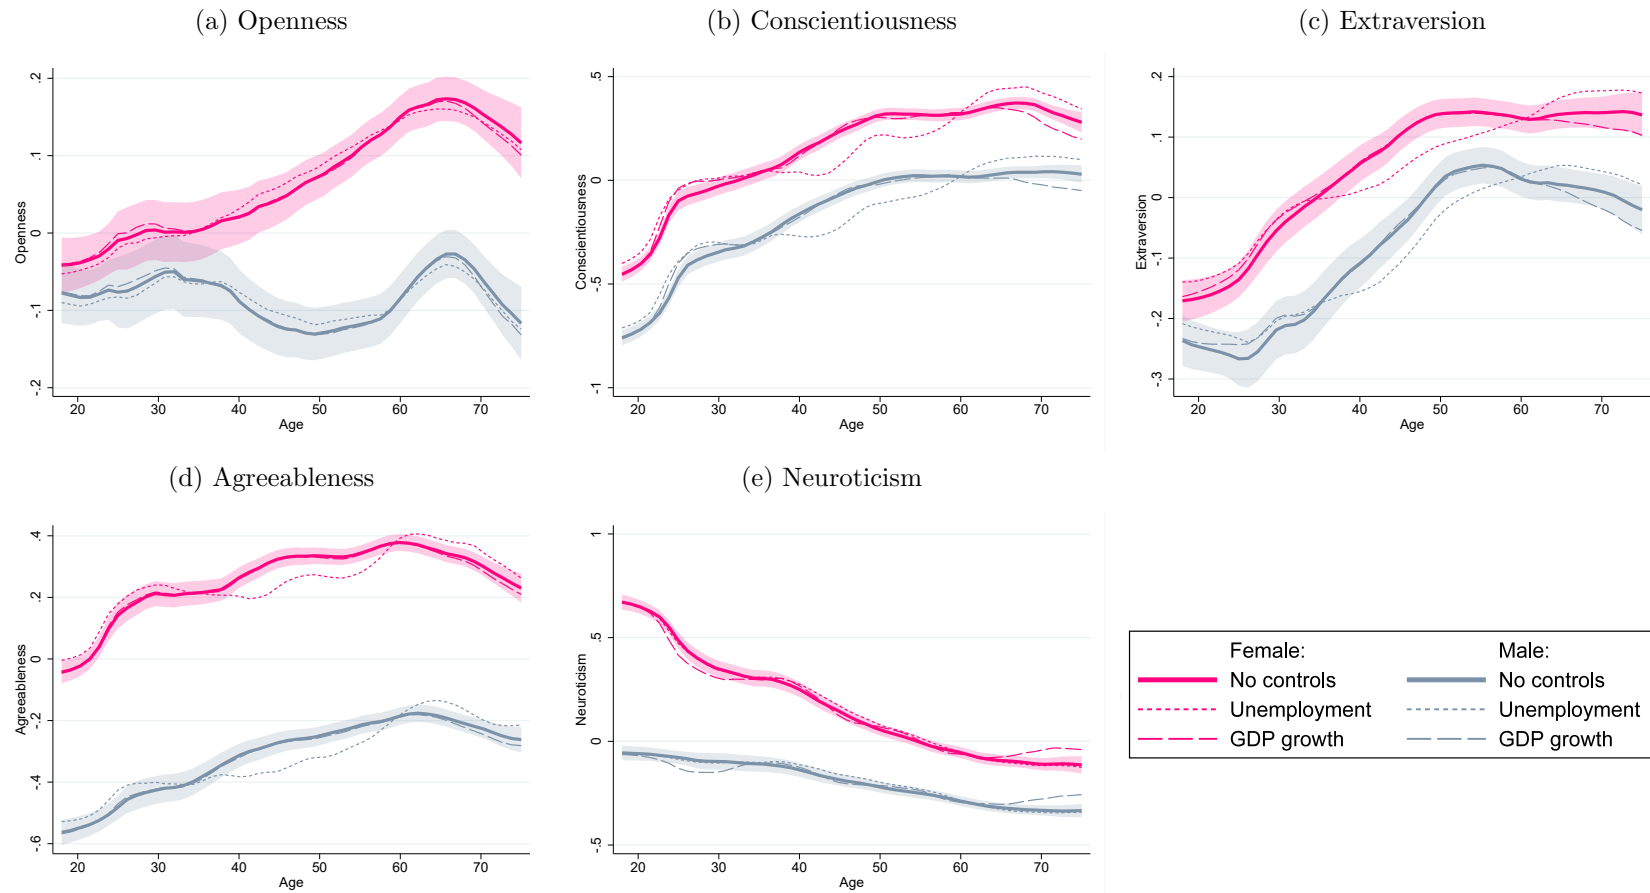 (a) Openness
.2
.1
0
-.1
-.2
Openness
20 30 40 50 60 70
Age
(b) Conscientiousness
.5
0
-.5
-1
Conscientiousness
20 30 40 50 60 70
Age
(c) Extraversion
.2
.1
0
-.1
-.2
-.3
Extraversion
20 30 40 50 60 70
Age
(d) Agreeableness
.4
.2
0
-.2
-.4
-.6
Agreeableness
20 30 40 50 60 70
Age
(e) Neuroticism
1
.5
0
-.5
Neuroticism
20 30 40 50 60 70
Age
Female: Male:
No controls No controls
Unemployment Unemployment
GDP growth GDP growth